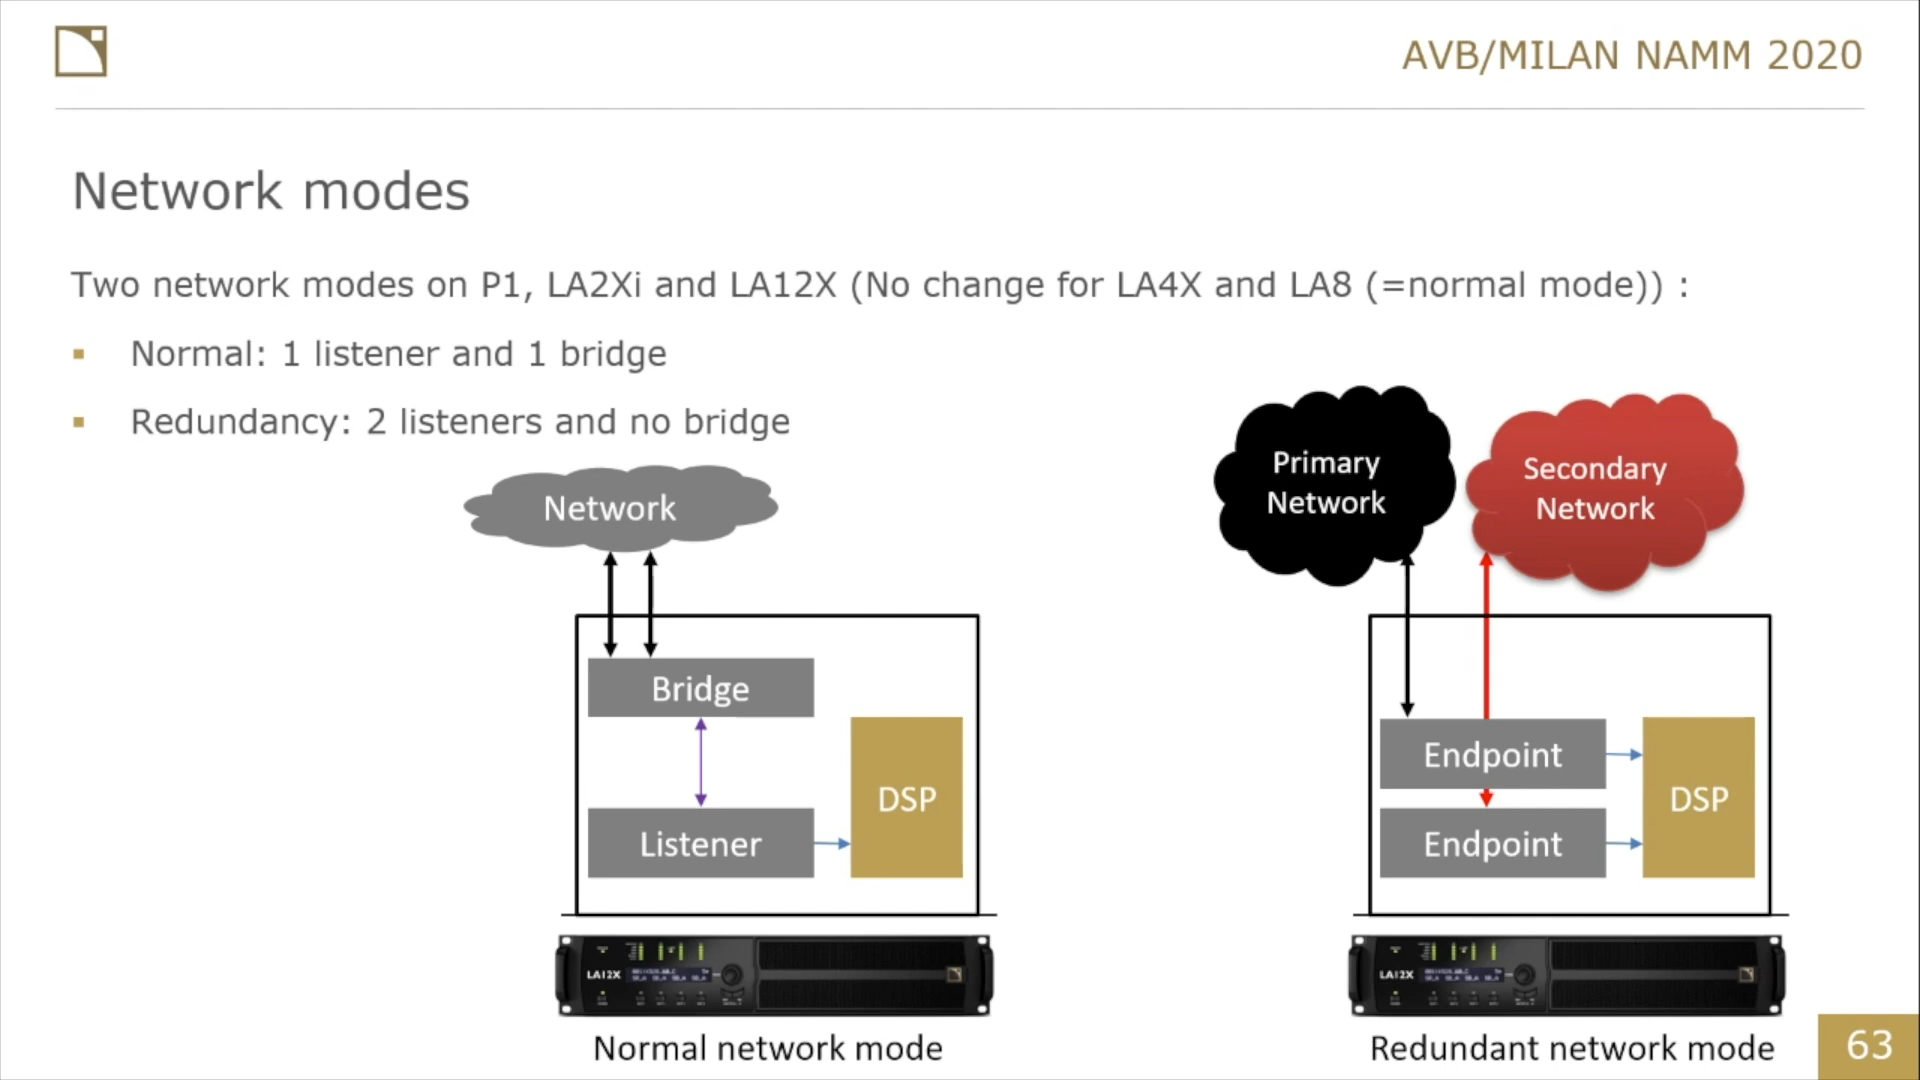 AVB/MILAN NAMM 2020
Network modes
Two network modes on P1, LA2Xi and LA12X (No change for LA4X and LA8 (=normal mode)) :
▪ Normal: 1 listener and 1 bridge
▪ Redundancy: 2 listeners and no bridge
Network
Bridge
Listener
DSP
LA12X
Normal network mode
Primary
Network
Secondary
Network
Endpoint
Endpoint
DSP
LA12X
Redundant network mode
63